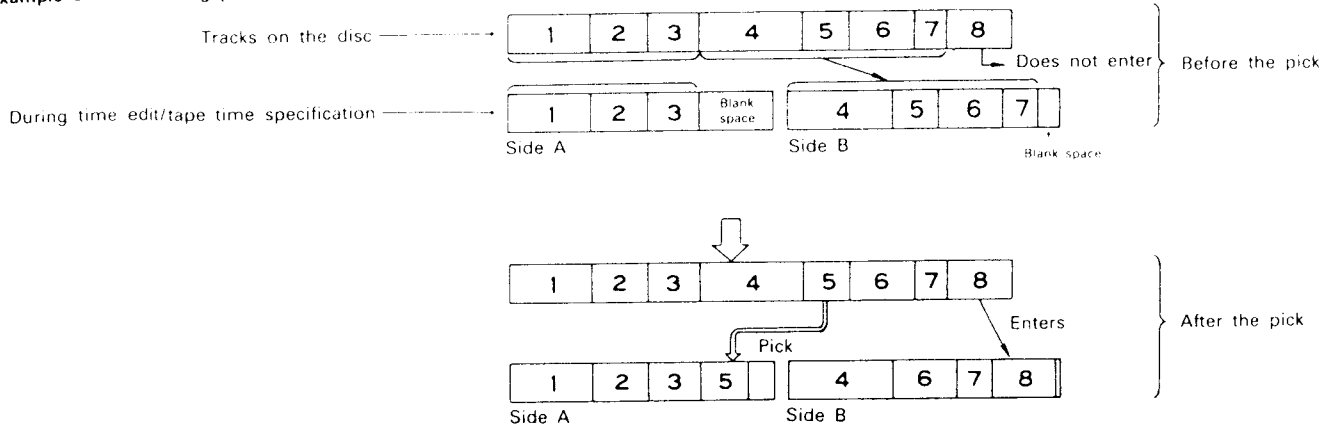 Tracks on the disc
1 2 3 4 5 6 7 8
Does not enter
Before the pick
During time edit/tape time specification
1 2 3 Blank space 4 5 6 7
Side A Side B
Blank space
1 2 3 4 5 6 7 8
Enters
After the pick
Pick
1 2 3 5 4 6 7 8
Side A Side B